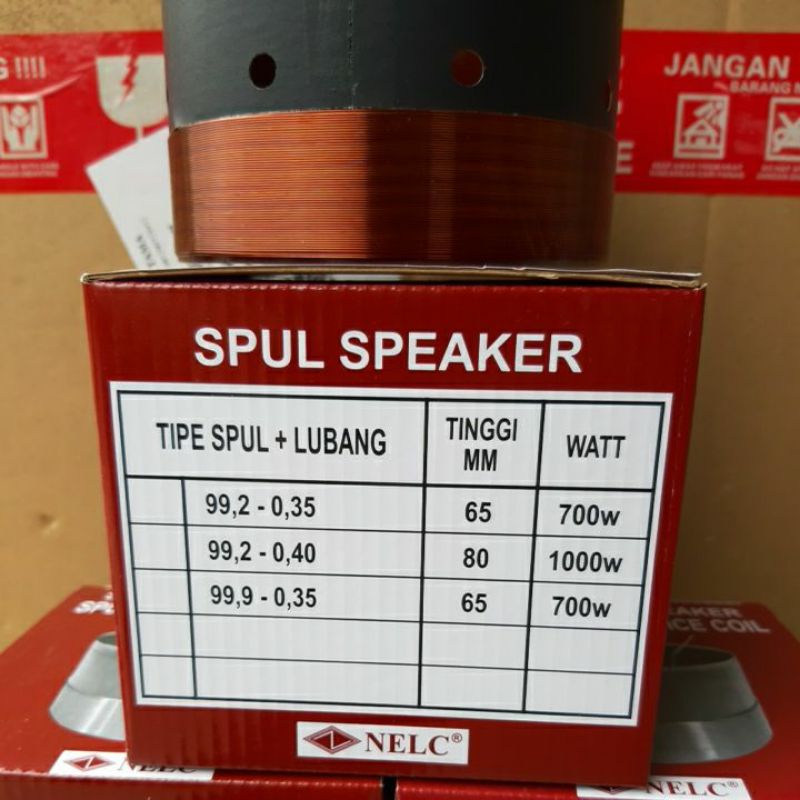 G !!!!
JANGAN
SPUL SPEAKER
TIPE SPUL + LUBANG
TINGGI MM
WATT
99,2 - 0,35 65 700w
99,2 - 0,40 80 1000w
99,9 - 0,35 65 700w
NELC®
NELC®
NELC®